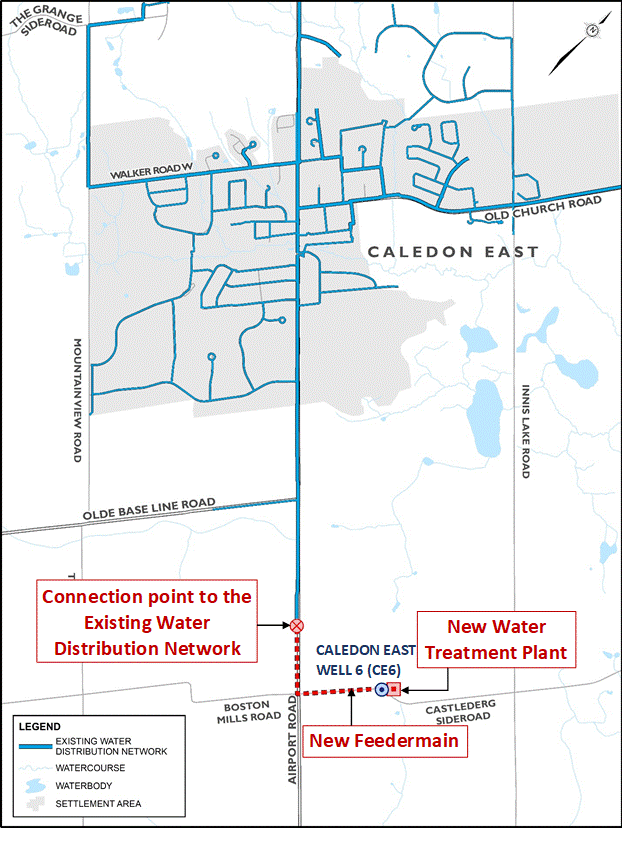 THE GRANGE
SIDEROAD
N
WALKER ROAD W
OLD CHURCH ROAD
CALEDON EAST
MOUNTAINVIEW ROAD
INNIS LAKE ROAD
OLDE BASE LINE ROAD
T
Connection point to the
Existing Water
Distribution Network
CALEDON EAST
WELL 6 (CE6)
New Water
Treatment Plant
BOSTON
MILLS ROAD
AIRPORT ROAD
CASTLEDERG
SIDEROAD
New Feedermain
LEGEND
EXISTING WATER
DISTRIBUTION NETWORK
WATERCOURSE
WATERBODY
SETTLEMENT AREA